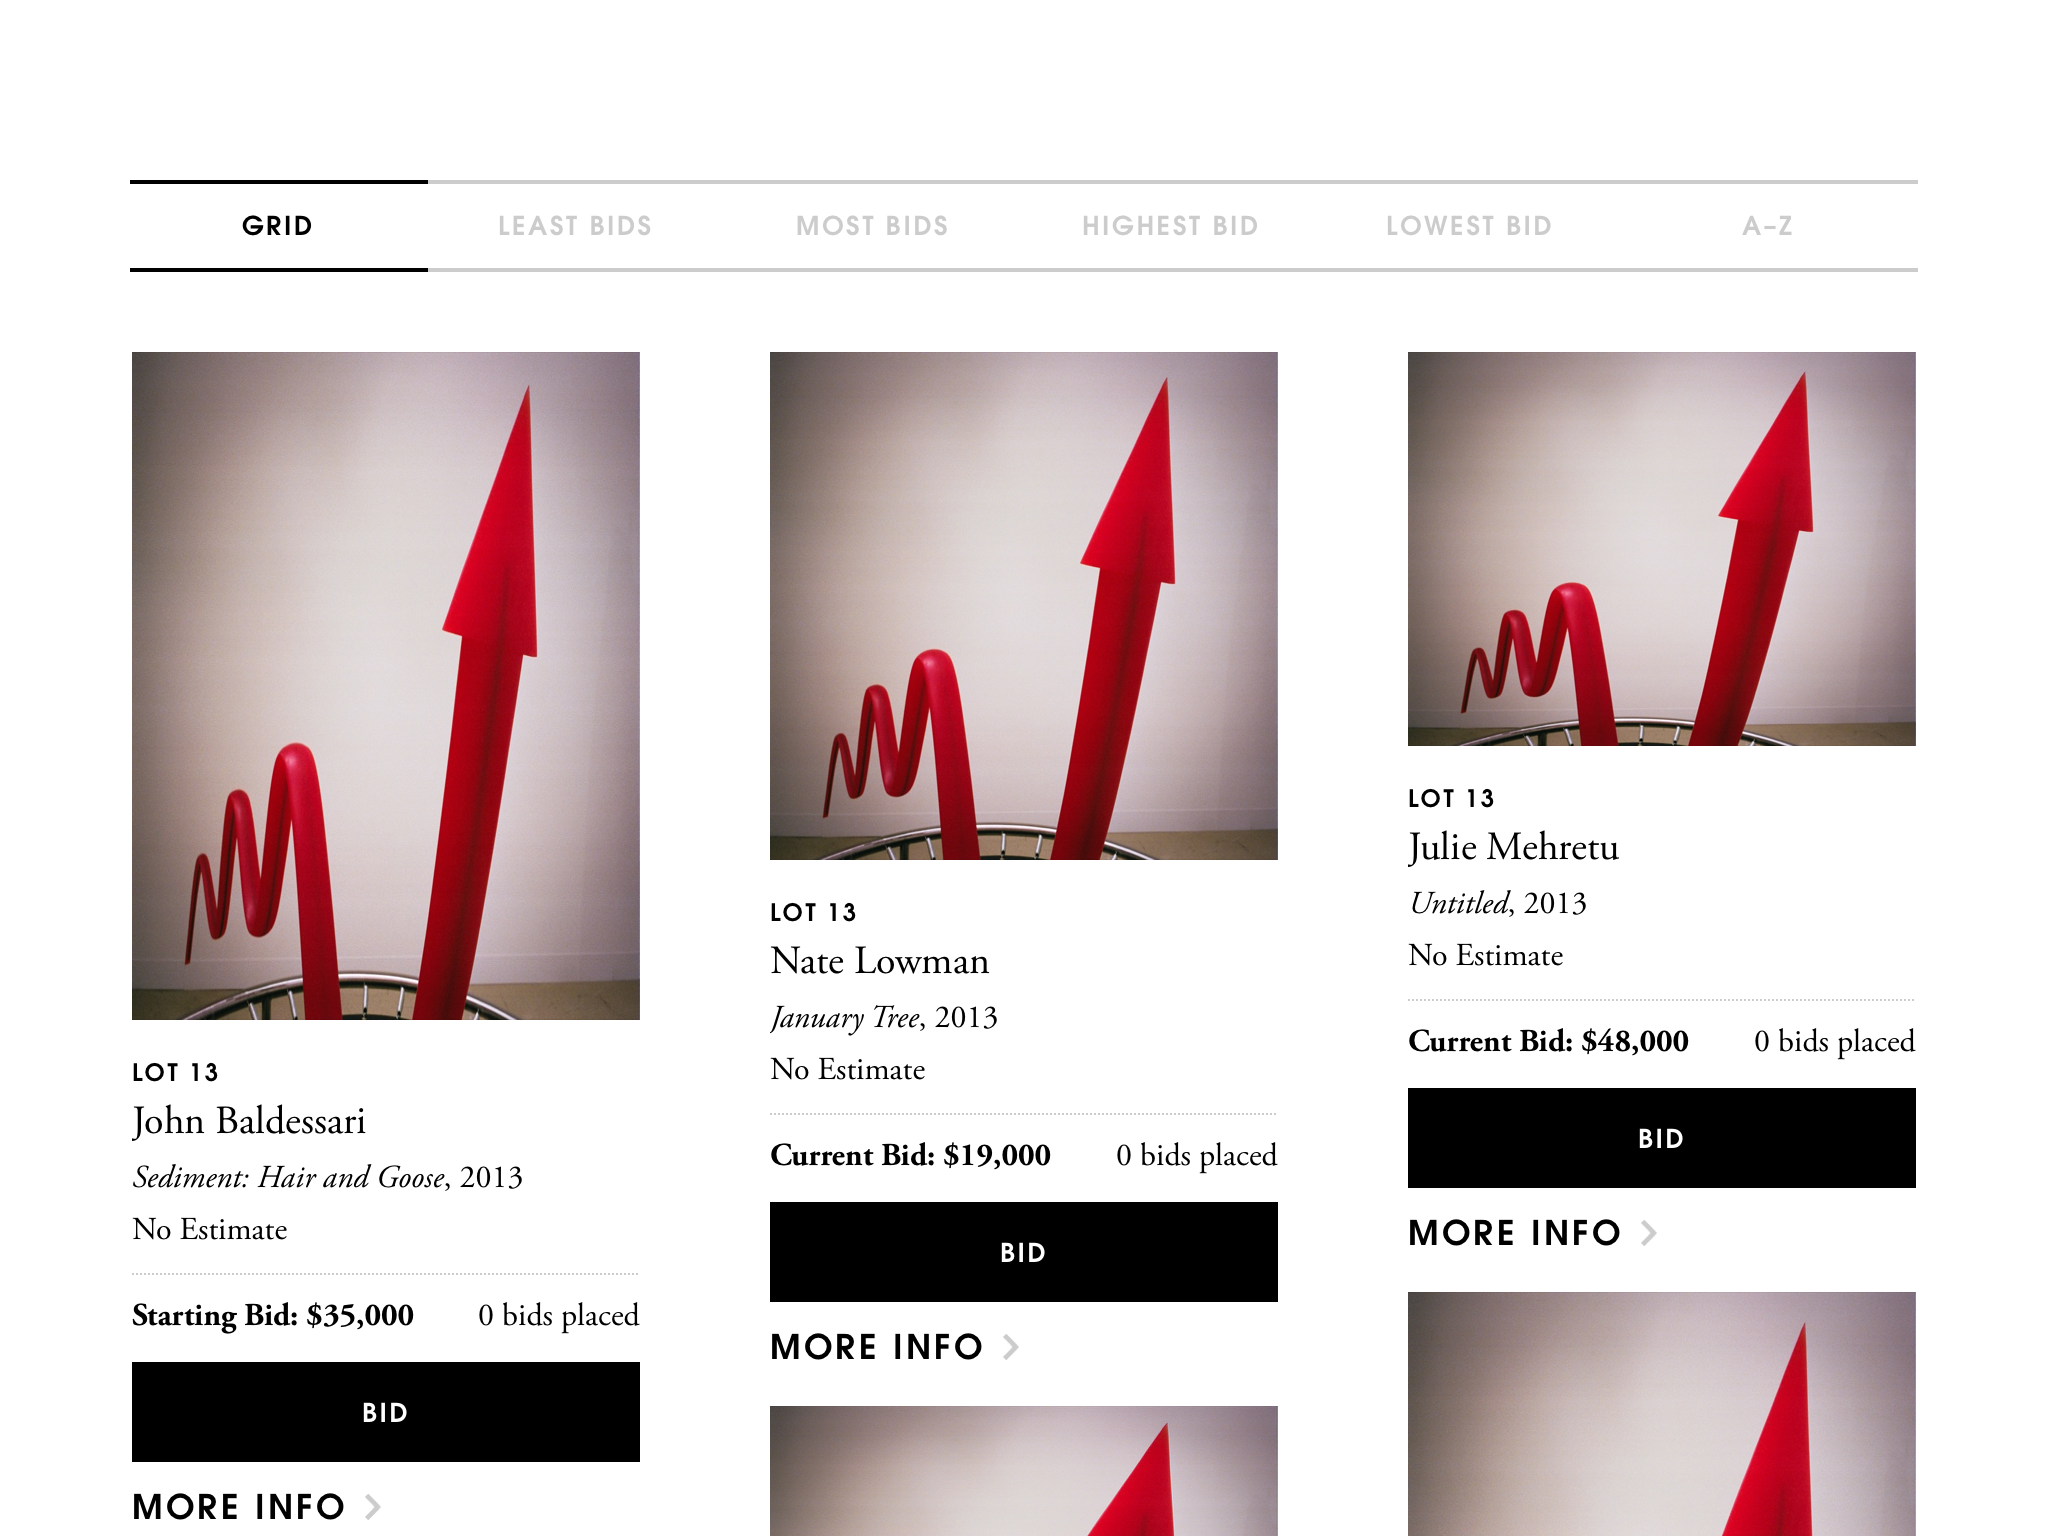 GRID LEAST BIDS MOST BIDS HIGHEST BID LOWEST BID A–Z
LOT 13
John Baldessari
Sediment: Hair and Goose, 2013
No Estimate
Starting Bid: $35,000 0 bids placed
BID
MORE INFO
LOT 13
Nate Lowman
January Tree, 2013
No Estimate
Current Bid: $19,000 0 bids placed
BID
MORE INFO
LOT 13
Julie Mehretu
Untitled, 2013
No Estimate
Current Bid: $48,000 0 bids placed
BID
MORE INFO